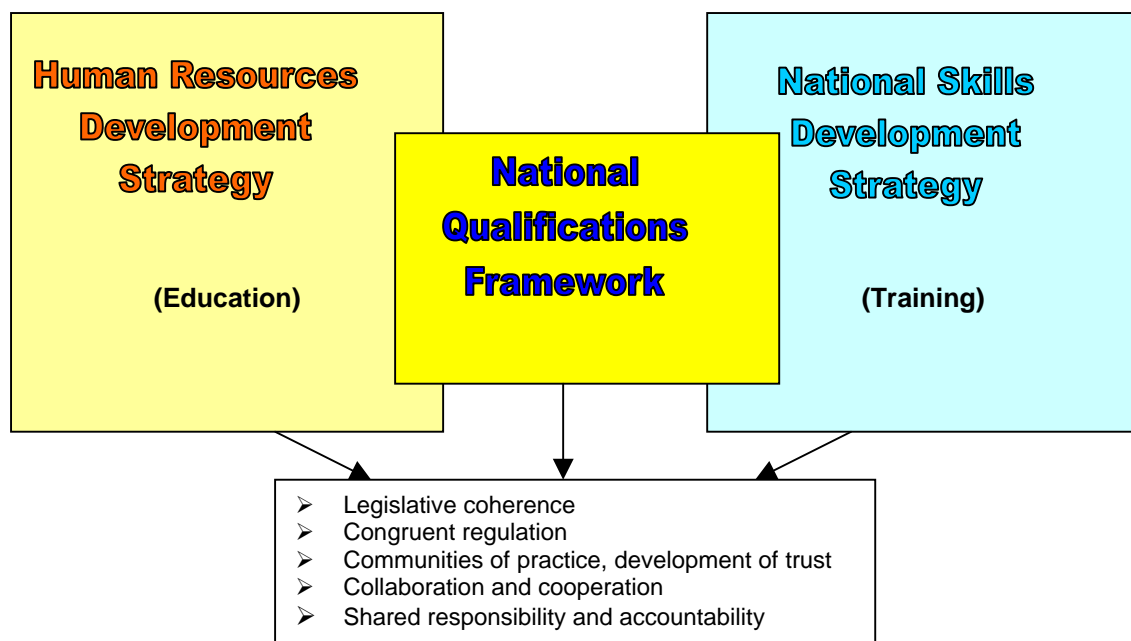 Human Resources
Development
Strategy
(Education)
National
Qualifications
Framework
National Skills
Development
Strategy
(Training)
➢ Legislative coherence
➢ Congruent regulation
➢ Communities of practice, development of trust
➢ Collaboration and cooperation
➢ Shared responsibility and accountability